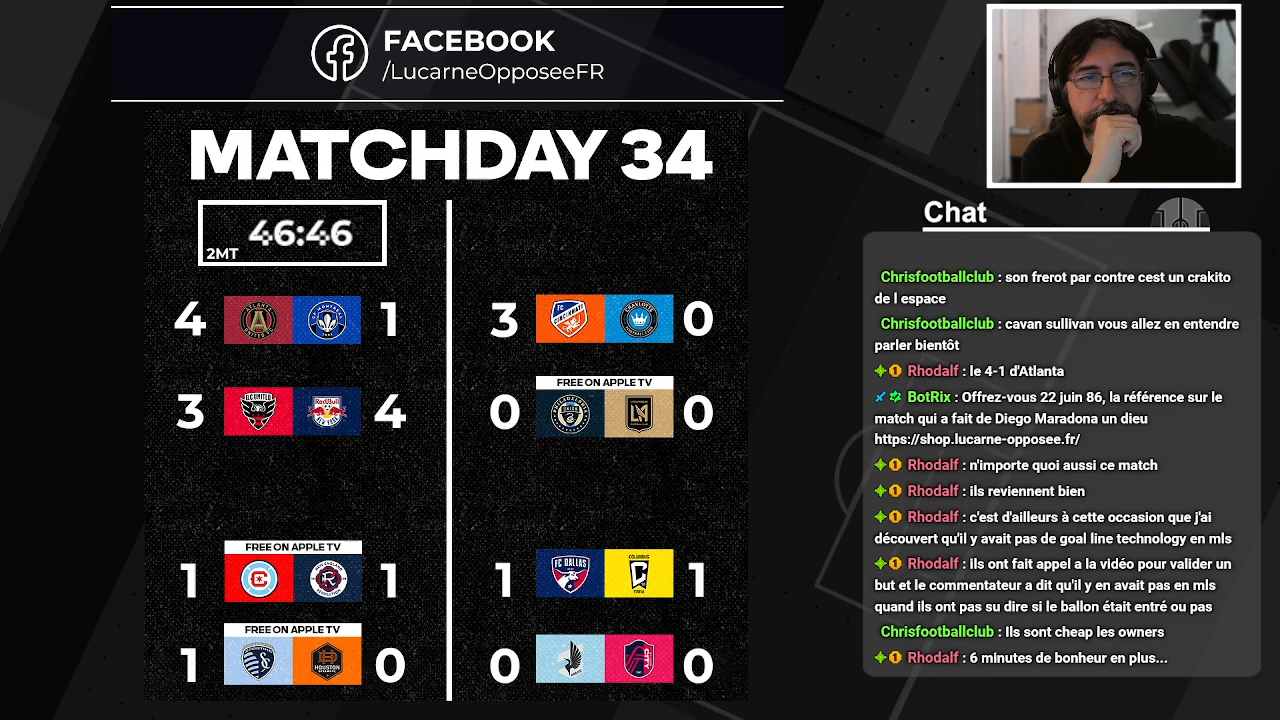 FACEBOOK
/LucarneOpposeeFR
MATCHDAY 34
2MT 46:46
4 1
3 0
3 4
FREE ON APPLE TV
0 0
FREE ON APPLE TV
1 1
FC DALLAS
1 1
FREE ON APPLE TV
HOUSTON
1 0
CITY
0 0
Chat
Chrisfootballclub : son frerot par contre cest un crakito
de l espace
Chrisfootballclub : cavan sullvan vous allez en entendre
parler bientôt
Rhodalf : le 4-1 d'Atlanta
BotRix : Offrez-vous 22 juin 86, la référence sur le
match qui a fait de Diego Maradona un dieu
https://shop.lucarne-opposee.fr/
Rhodalf : n'importe quoi aussi ce match
Rhodalf : ils reviennent bien
Rhodalf : c'est d'ailleurs à cette occasion que j'ai
découvert qu'il y avait pas de goal line technology en mls
Rhodalf : ils ont fait appel a la vidéo pour valider un
but et le commentateur a dit qu'il y en avait pas en mls
quand ils ont pas su dire si le ballon était entré ou pas
Chrisfootballclub : Ils sont cheap les owners
Rhodalf : 6 minutes de bonheur en plus...